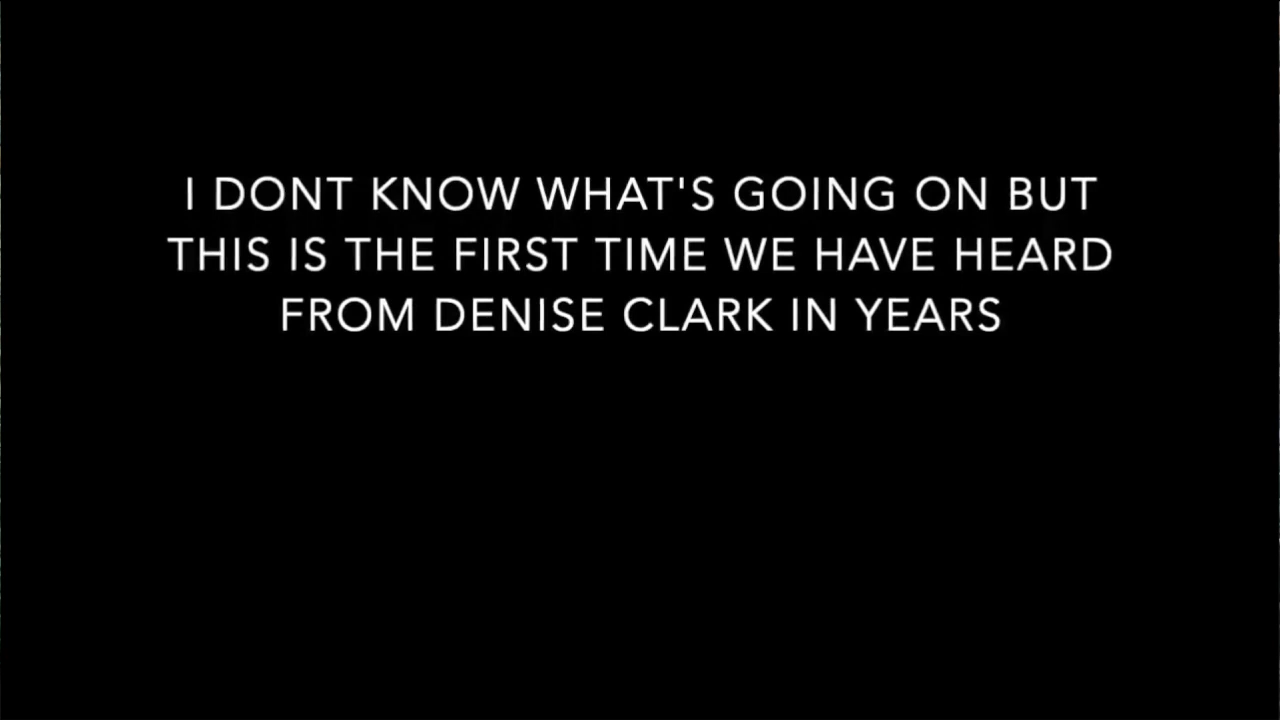 I DONT KNOW WHAT'S GOING ON BUT
THIS IS THE FIRST TIME WE HAVE HEARD
FROM DENISE CLARK IN YEARS